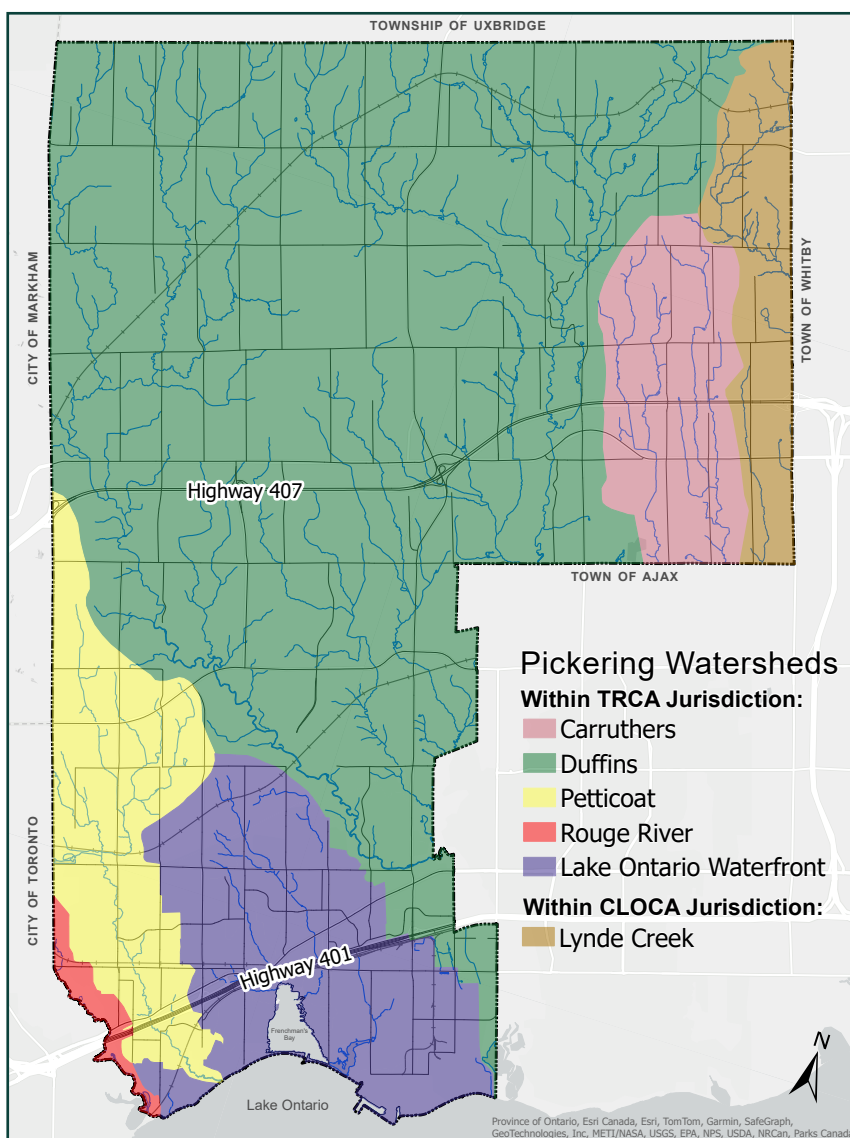 TOWNSHIP OF UXBRIDGE
CITY OF MARKHAM
TOWN OF WHITBY
Highway 407
TOWN OF AJAX
Pickering Watersheds
Within TRCA Jurisdiction:
Carruthers
Duffins
Petticoat
Rouge River
Lake Ontario Waterfront
Within CLOCA Jurisdiction:
Lynde Creek
CITY OF TORONTO
Highway 401
Frenchman's
Bay
N
Lake Ontario
Province of Ontario, Esri Canada, Esri, TomTom, Garmin, SafeGraph,
GeoTechnologies, Inc, METI/NASA, USGS, EPA, NPS, USDA, NRCan, Parks Canada